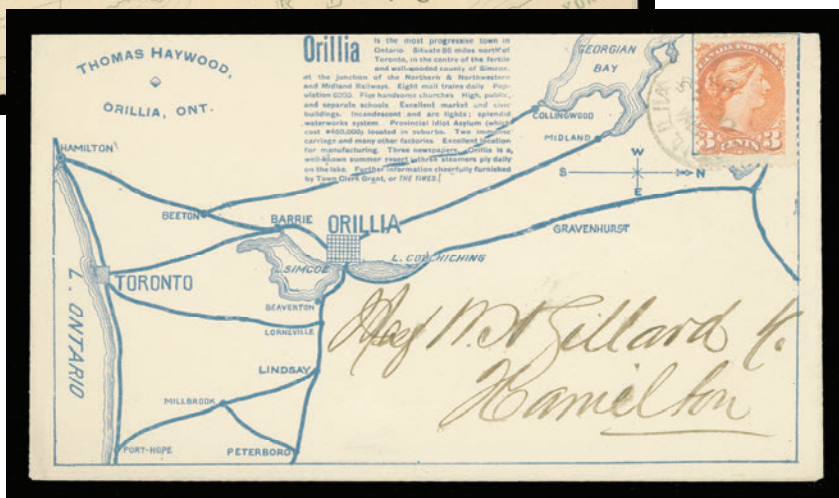 THOMAS HAYWOOD,
ORILLIA, ONT.
Orillia is the most progressive town in
Ontario. Situate 86 miles north of
Toronto, in the centre of the fertile
and well-wooded county of Simcoe,
at the junction of the Northern & Northwestern
and Midland Railways. Eight mail trains daily. Population
6000. Five handsome churches. High, public,
and separate schools. Excellent market and civic
buildings. Incandescent and arc lights; splendid
waterworks system. Provincial Idiot Asylum (which
cost $400,000) located in suburbs. Two immense
carriage and many other factories. Excellent location
for manufacturing. Three newspapers. Orillia is a
well-known summer resort; three steamers ply daily
on the lake. Further information cheerfully furnished
by Town Clerk Grant, or THE TIMES.
GEORGIAN
BAY
CANADA POSTAGE
3 CENTS 3
COLLINGWOOD
MIDLAND
HAMILTON
W
S N
E
BEETON
BARRIE
ORILLIA
GRAVENHURST
L. SIMCOE
L. COUCHICHING
TORONTO
L. ONTARIO
BEAVERTON
LORNEVILLE
LINDSAY
MILLBROOK
PORT-HOPE
PETERBORO
Gillard
Hamilton